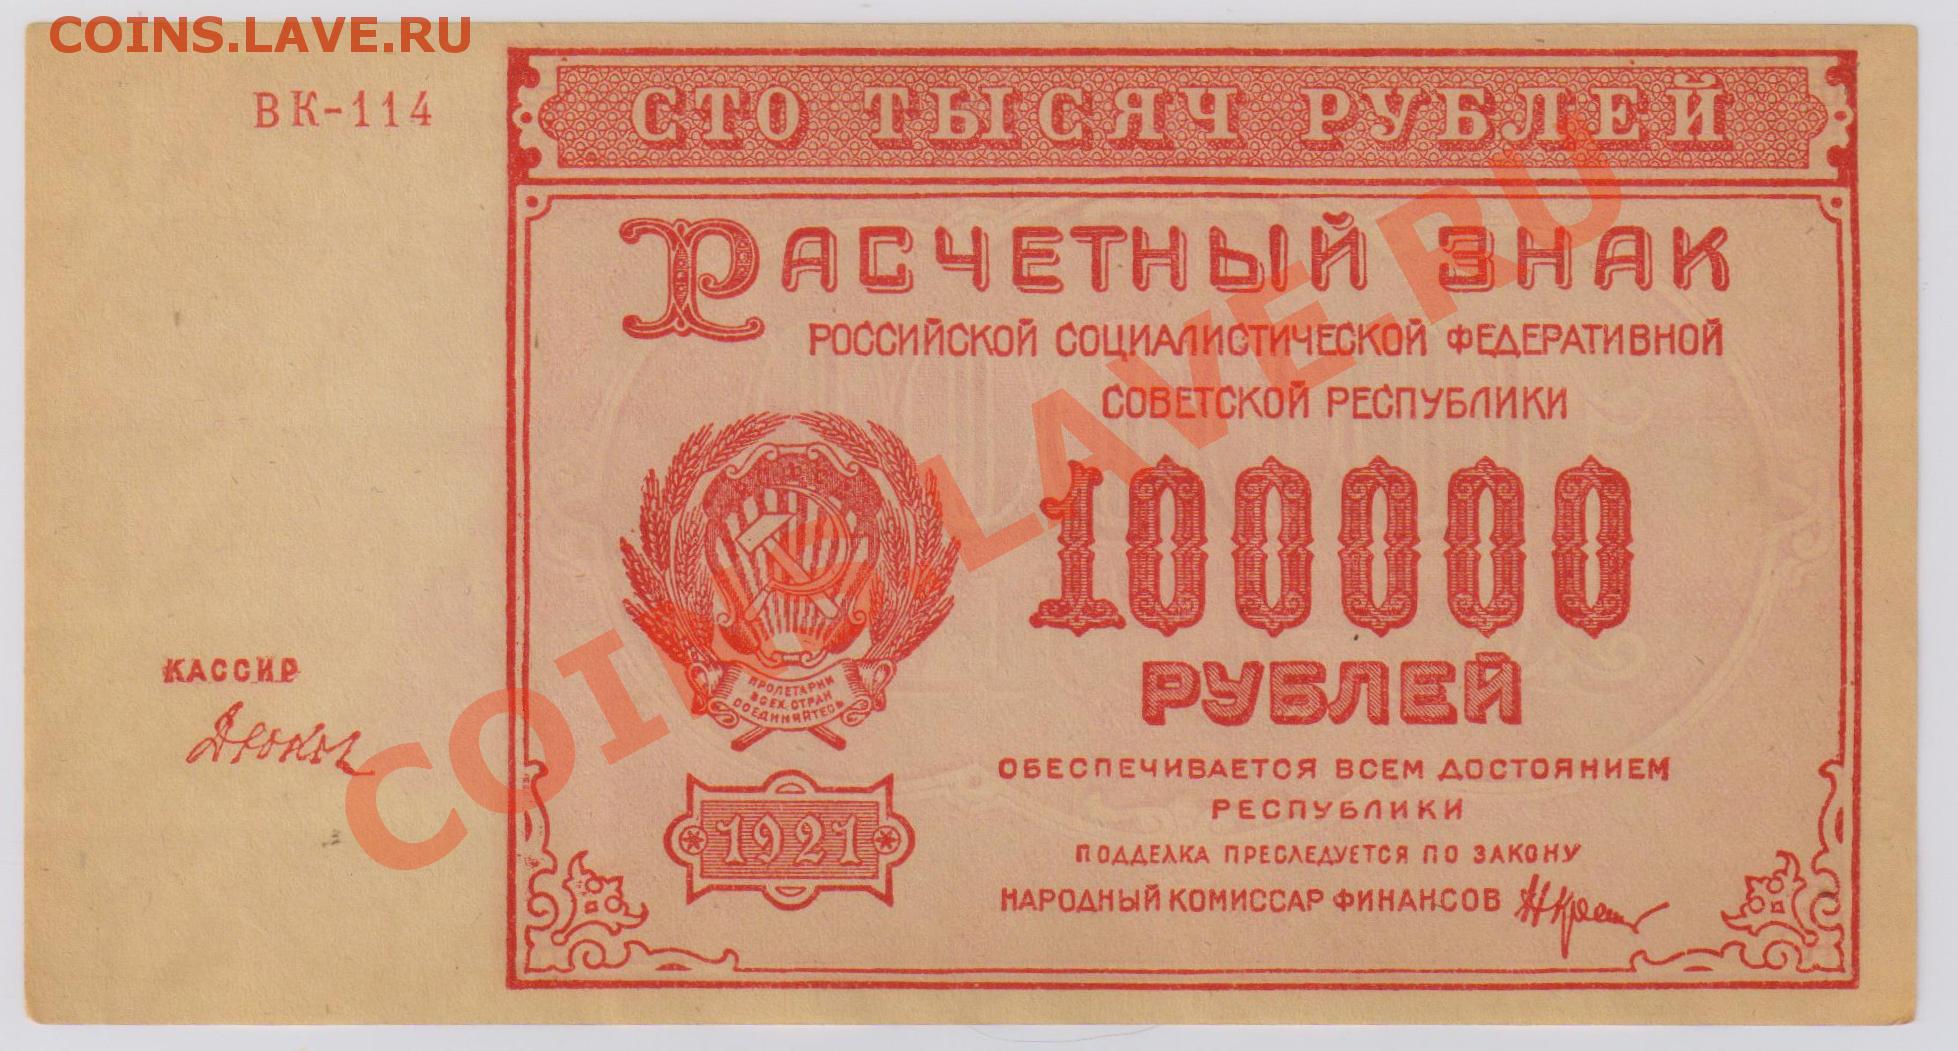 COINS.LAVE.RU
ВК-114
СТО ТЫСЯЧ РУБЛЕЙ
РАСЧЕТНЫЙ ЗНАК
РОССИЙСКОЙ СОЦИАЛИСТИЧЕСКОЙ ФЕДЕРАТИВНОЙ
СОВЕТСКОЙ РЕСПУБЛИКИ
100000
РУБЛЕЙ
КАССИР
ПРОЛЕТАРИИ
ВСЕХ СТРАН
СОЕДИНЯЙТЕСЬ
1921
ОБЕСПЕЧИВАЕТСЯ ВСЕМ ДОСТОЯНИЕМ
РЕСПУБЛИКИ
ПОДДЕЛКА ПРЕСЛЕДУЕТСЯ ПО ЗАКОНУ
НАРОДНЫЙ КОМИССАР ФИНАНСОВ
COINS.LAVE.RU